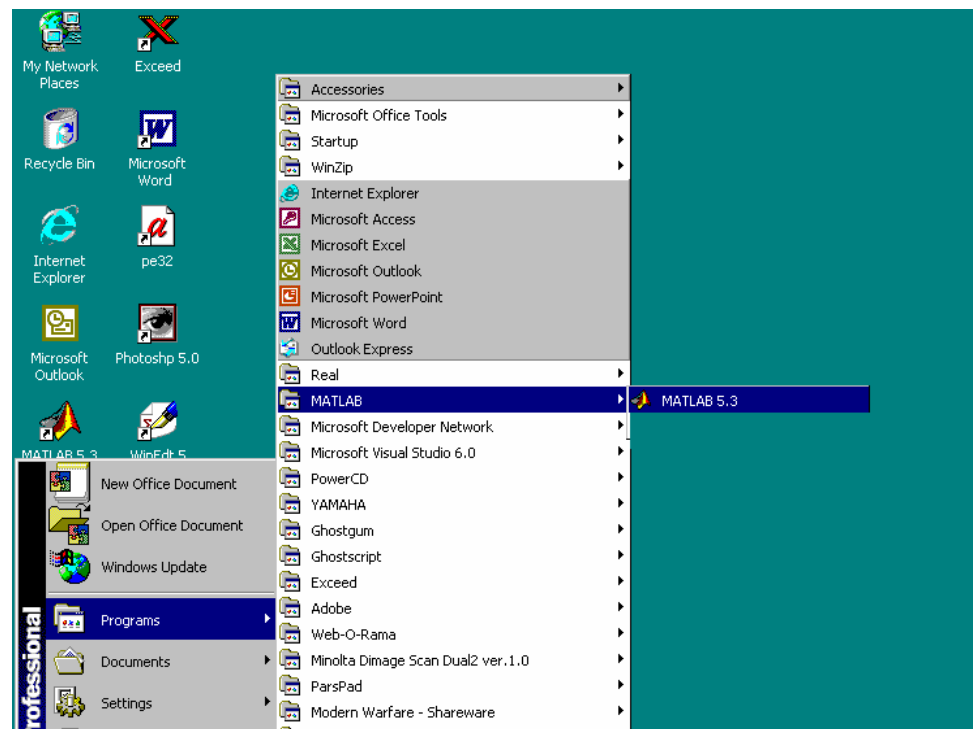 My Network
Places
Exceed
Recycle Bin
Microsoft
Word
Internet
Explorer
pe32
Microsoft
Outlook
Photoshp 5.0
MATLAB 5.3
WinEdt 5
New Office Document
Open Office Document
Windows Update
Programs
Documents
Settings
rofessional
Accessories
Microsoft Office Tools
Startup
WinZip
Internet Explorer
Microsoft Access
Microsoft Excel
Microsoft Outlook
Microsoft PowerPoint
Microsoft Word
Outlook Express
Real
MATLAB
Microsoft Developer Network
Microsoft Visual Studio 6.0
PowerCD
YAMAHA
Ghostgum
Ghostscript
Exceed
Adobe
Web-O-Rama
Minolta Dimage Scan Dual2 ver.1.0
ParsPad
Modern Warfare - Shareware
MATLAB 5.3